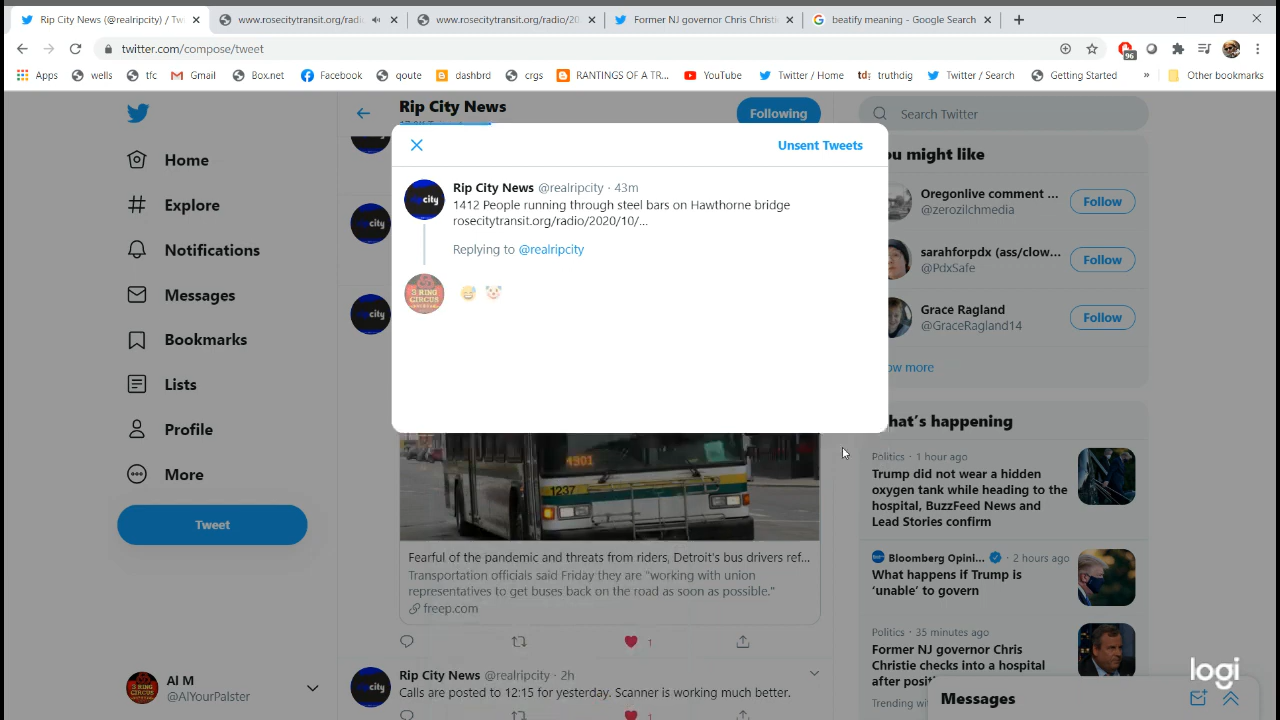 Rip City News (@realripcity) / Tw
www.rosecitytransit.org/radio
www.rosecitytransit.org/radio/20
Former NJ governor Chris Christie
beatify meaning - Google Search
twitter.com/compose/tweet
96
Apps
wells
tfc
Gmail
Box.net
Facebook
qoute
dashbrd
crgs
RANTINGS OF A TR...
YouTube
Twitter / Home
td:
truthdig
Twitter / Search
Getting Started
»
Other bookmarks
Home
Explore
Notifications
Messages
Bookmarks
Lists
Profile
More
Tweet
Al M
@AlYourPalster
Rip City News
Following
Unsent Tweets
Rip City News @realripcity · 43m
1412 People running through steel bars on Hawthorne bridge
rosecitytransit.org/radio/2020/10/...
Replying to @realripcity
3 RING
CIRCUS
4901
1237
Fearful of the pandemic and threats from riders, Detroit's bus drivers ref...
Transportation officials said Friday they are "working with union
representatives to get buses back on the road as soon as possible."
freep.com
1
Rip City News @realripcity · 2h
Calls are posted to 12:15 for yesterday. Scanner is working much better.
1
Search Twitter
ou might like
Oregonlive comment ...
@zerozilchmedia
Follow
sarahforpdx (ass/clow...
@PdxSafe
Follow
Grace Ragland
@GraceRagland14
Follow
ow more
hat's happening
Politics · 1 hour ago
Trump did not wear a hidden
oxygen tank while heading to the
hospital, BuzzFeed News and
Lead Stories confirm
Bloomberg Opini... · 2 hours ago
What happens if Trump is
'unable' to govern
Politics · 35 minutes ago
Former NJ governor Chris
Christie checks into a hospital
after posit
Trending wi
Messages
logi